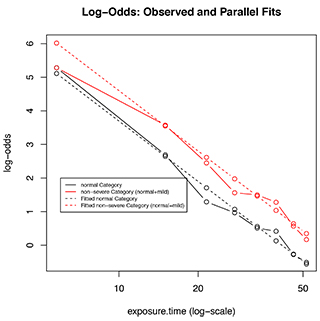 Log-Odds: Observed and Parallel Fits
log-odds
6
5
4
3
2
1
0
normal Category
non-severe Category (normal+mild)
Fitted normal Category
Fitted non-severe Category (normal+mild)
10
20
50
exposure.time (log-scale)